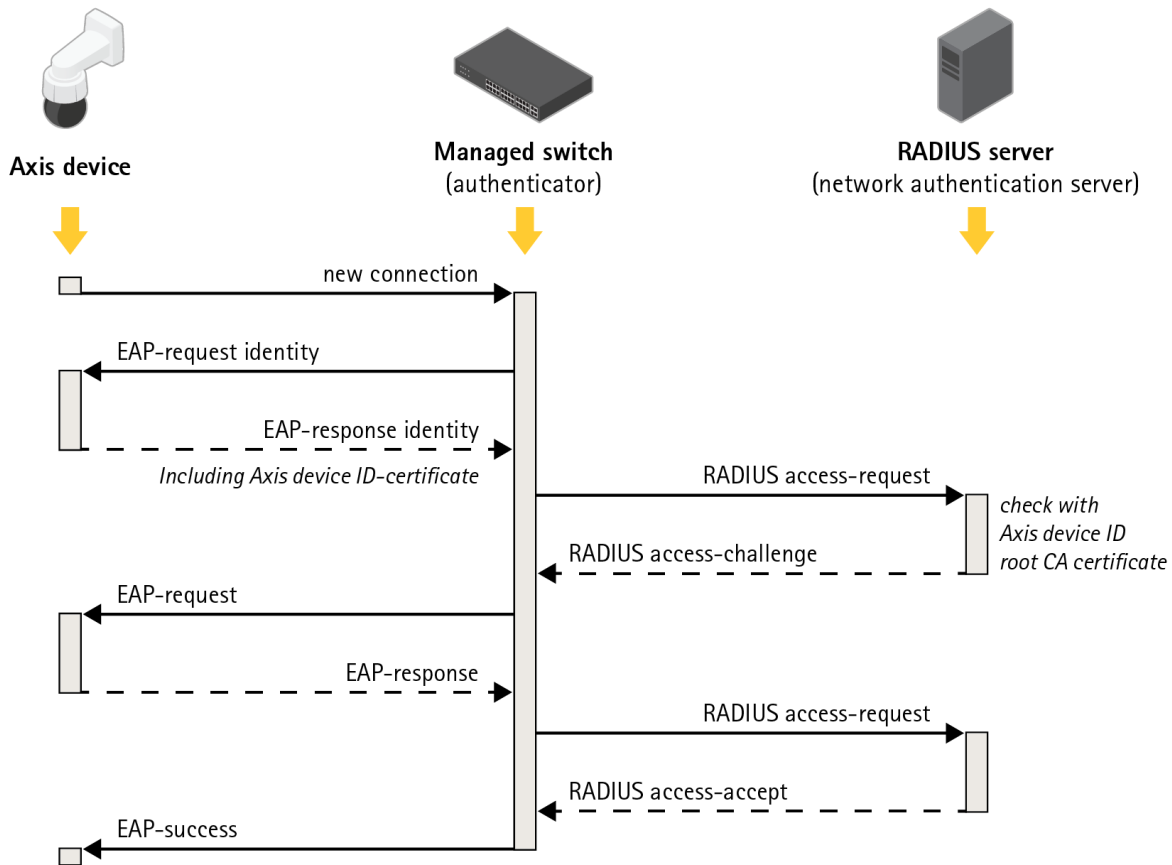 Axis device
Managed switch
(authenticator)
RADIUS server
(network authentication server)
new connection
EAP-request identity
EAP-response identity
Including Axis device ID-certificate
RADIUS access-request
check with
Axis device ID
root CA certificate
RADIUS access-challenge
EAP-request
EAP-response
RADIUS access-request
RADIUS access-accept
EAP-success